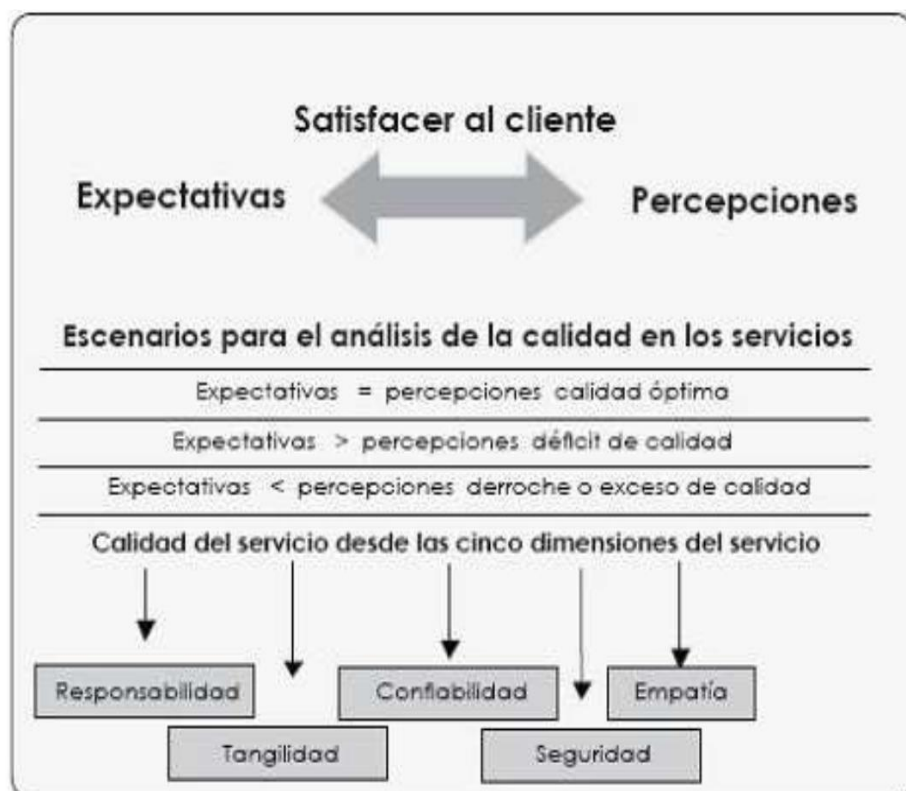 Satisfacer al cliente
Expectativas
Percepciones
Escenarios para el análisis de la calidad en los servicios
Expectativas = percepciones calidad óptima
Expectativas > percepciones déficit de calidad
Expectativas < percepciones derroche o exceso de calidad
Calidad del servicio desde las cinco dimensiones del servicio
Responsabilidad
Confiabilidad
Empatía
Tangilidad
Seguridad